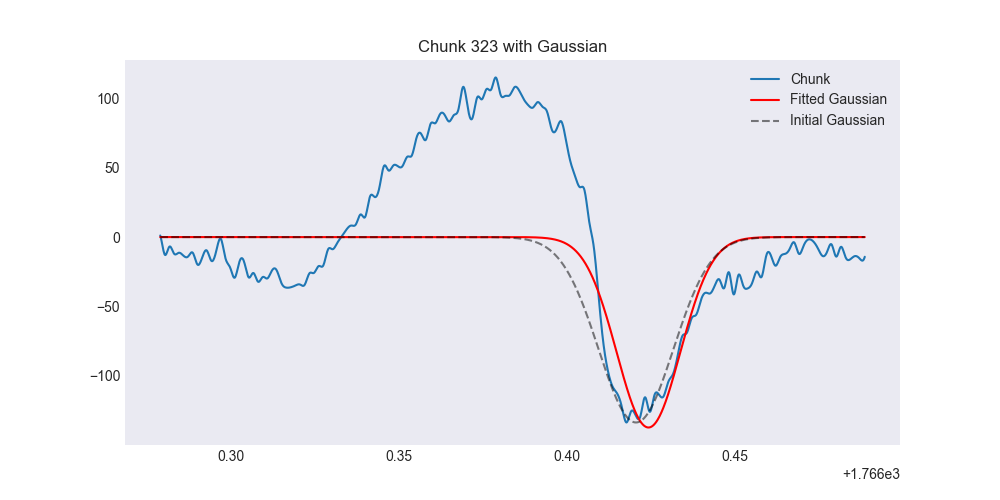 Chunk 323 with Gaussian
Chunk
Fitted Gaussian
Initial Gaussian
100
50
0
−50
−100
0.30 0.35 0.40 0.45
+1.766e3